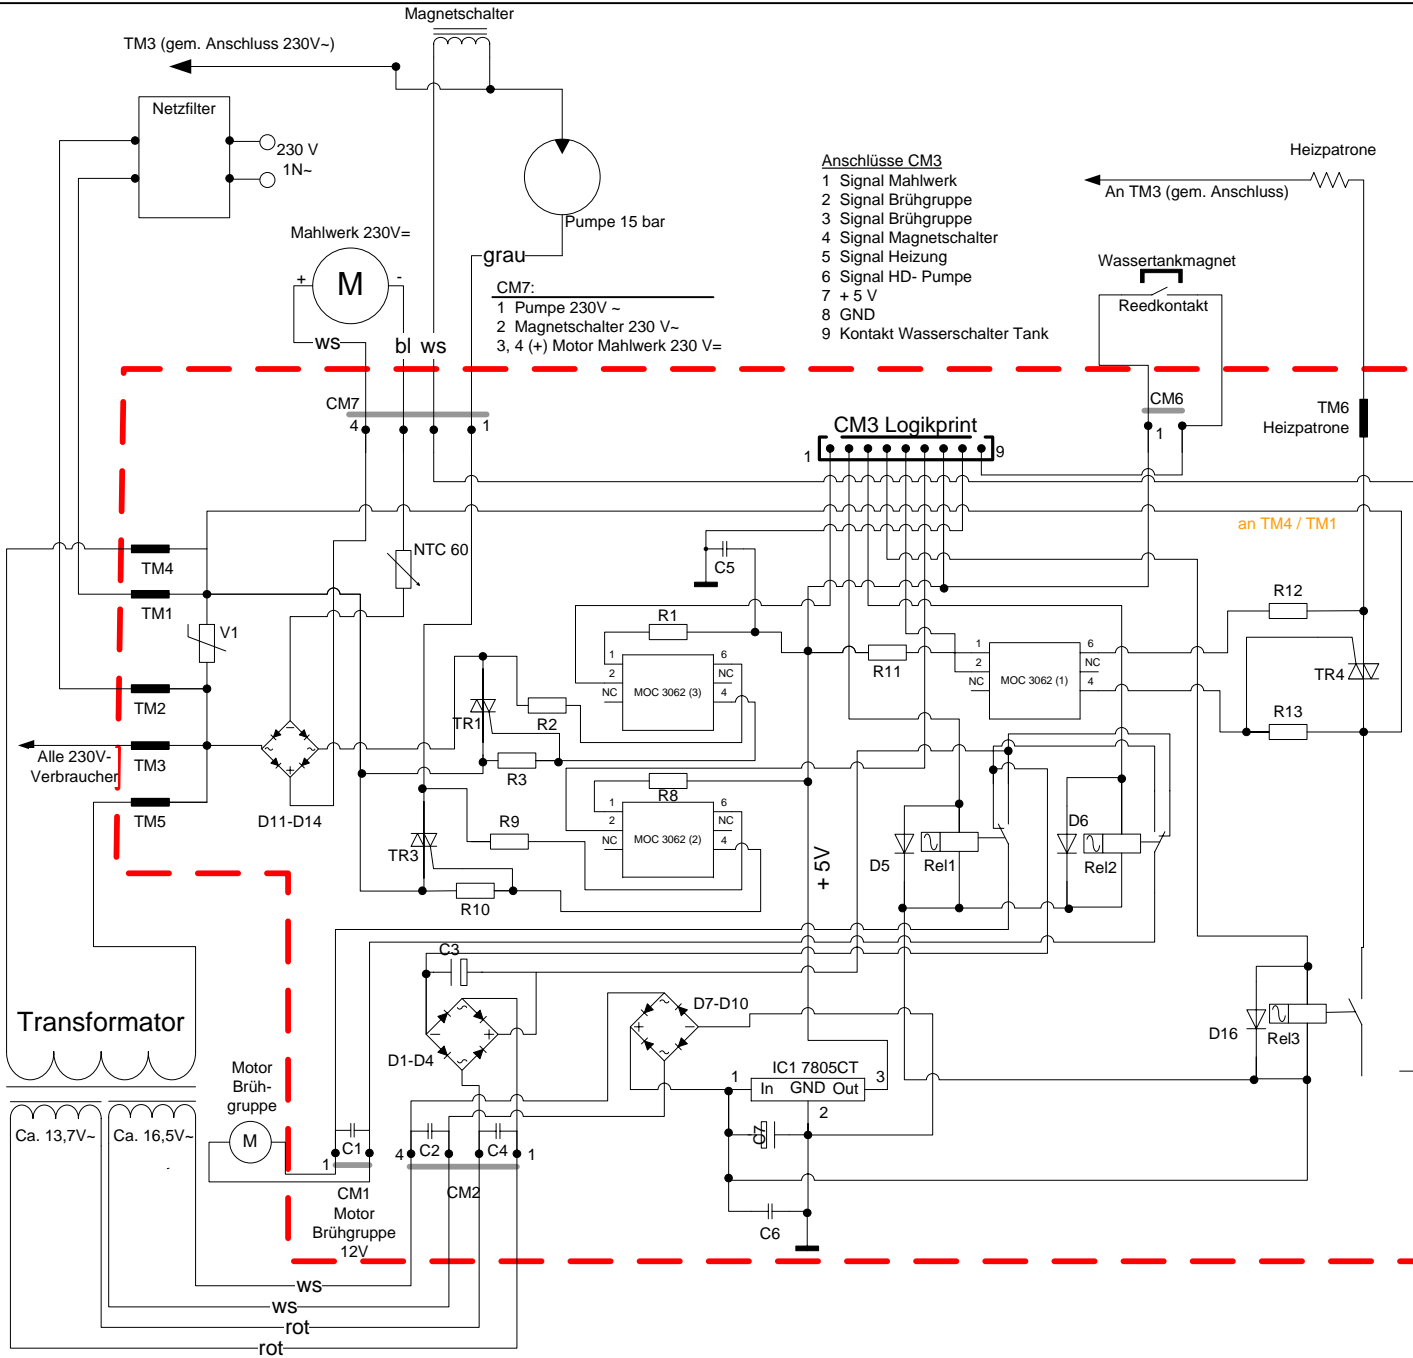 Magnetschalter
TM3 (gem. Anschluss 230V~)
Netzfilter
230 V
1N~
Pumpe 15 bar
grau
Mahlwerk 230V=
+
M
-
ws
bl
ws
CM7:
1 Pumpe 230V ~
2 Magnetschalter 230 V~
3, 4 (+) Motor Mahlwerk 230 V=
Anschlüsse CM3
1 Signal Mahlwerk
2 Signal Brühgruppe
3 Signal Brühgruppe
4 Signal Magnetschalter
5 Signal Heizung
6 Signal HD- Pumpe
7 + 5 V
8 GND
9 Kontakt Wasserschalter Tank
Heizpatrone
An TM3 (gem. Anschluss)
Wassertankmagnet
Reedkontakt
CM6
1
TM6
Heizpatrone
CM7
4
1
CM3 Logikprint
1
9
an TM4 / TM1
NTC 60
C5
TM4
TM1
V1
TM2
TM3
TM5
Alle 230V-
Verbraucher
D11-D14
TR1
R2
R3
R1
1
2
NC
MOC 3062 (3)
6
NC
4
R8
1
2
NC
MOC 3062 (2)
6
NC
4
TR3
R9
R10
R11
1
2
NC
MOC 3062 (1)
6
NC
4
R12
TR4
R13
+ 5V
D5
Rel1
D6
Rel2
D16
Rel3
C3
D1-D4
D7-D10
IC1 7805CT
1
In GND Out
3
2
C7
C6
Transformator
Ca. 13,7V~
Ca. 16,5V~
Motor
Brüh-
gruppe
M
1
C1
4
C2
C4
1
CM1
Motor
Brühgruppe
12V
CM2
ws
ws
rot
rot